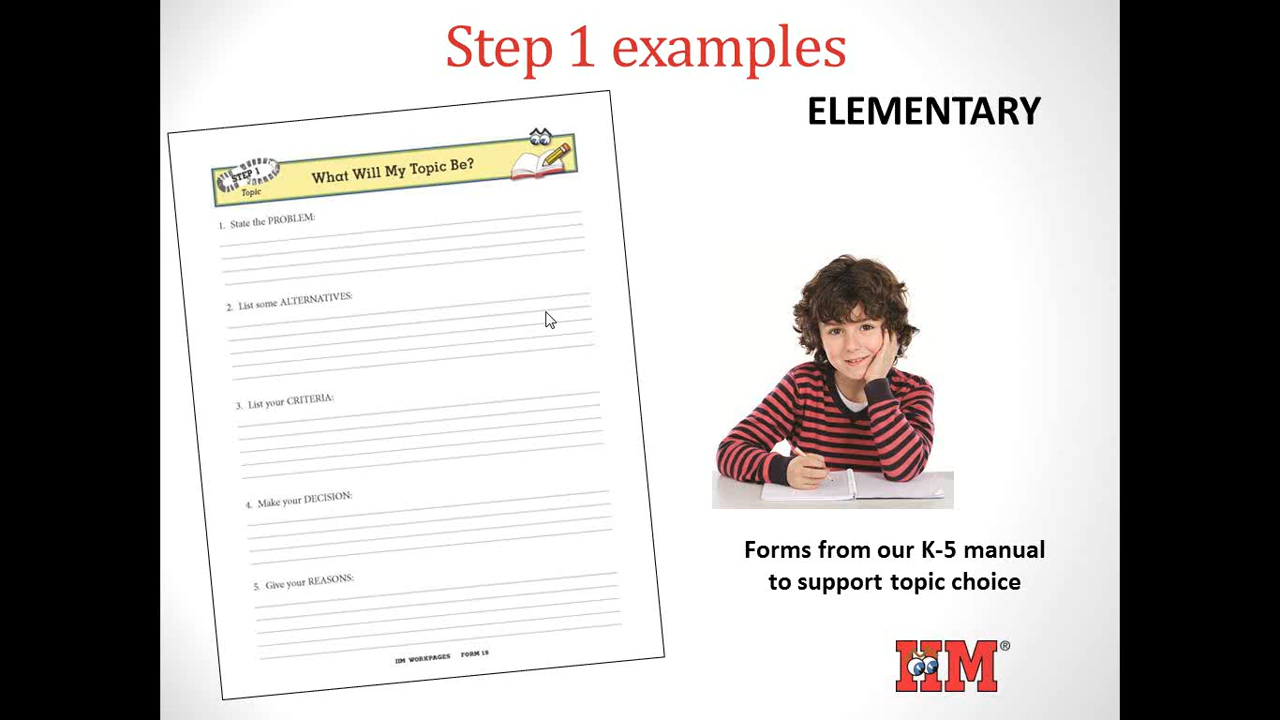 Step 1 examples
ELEMENTARY
STEP 1
Topic
What Will My Topic Be?
1. State the PROBLEM:
2. List some ALTERNATIVES:
3. List your CRITERIA:
4. Make your DECISION:
5. Give your REASONS:
IIM WORKPAGES FORM 18
Forms from our K-5 manual
to support topic choice
IIM®